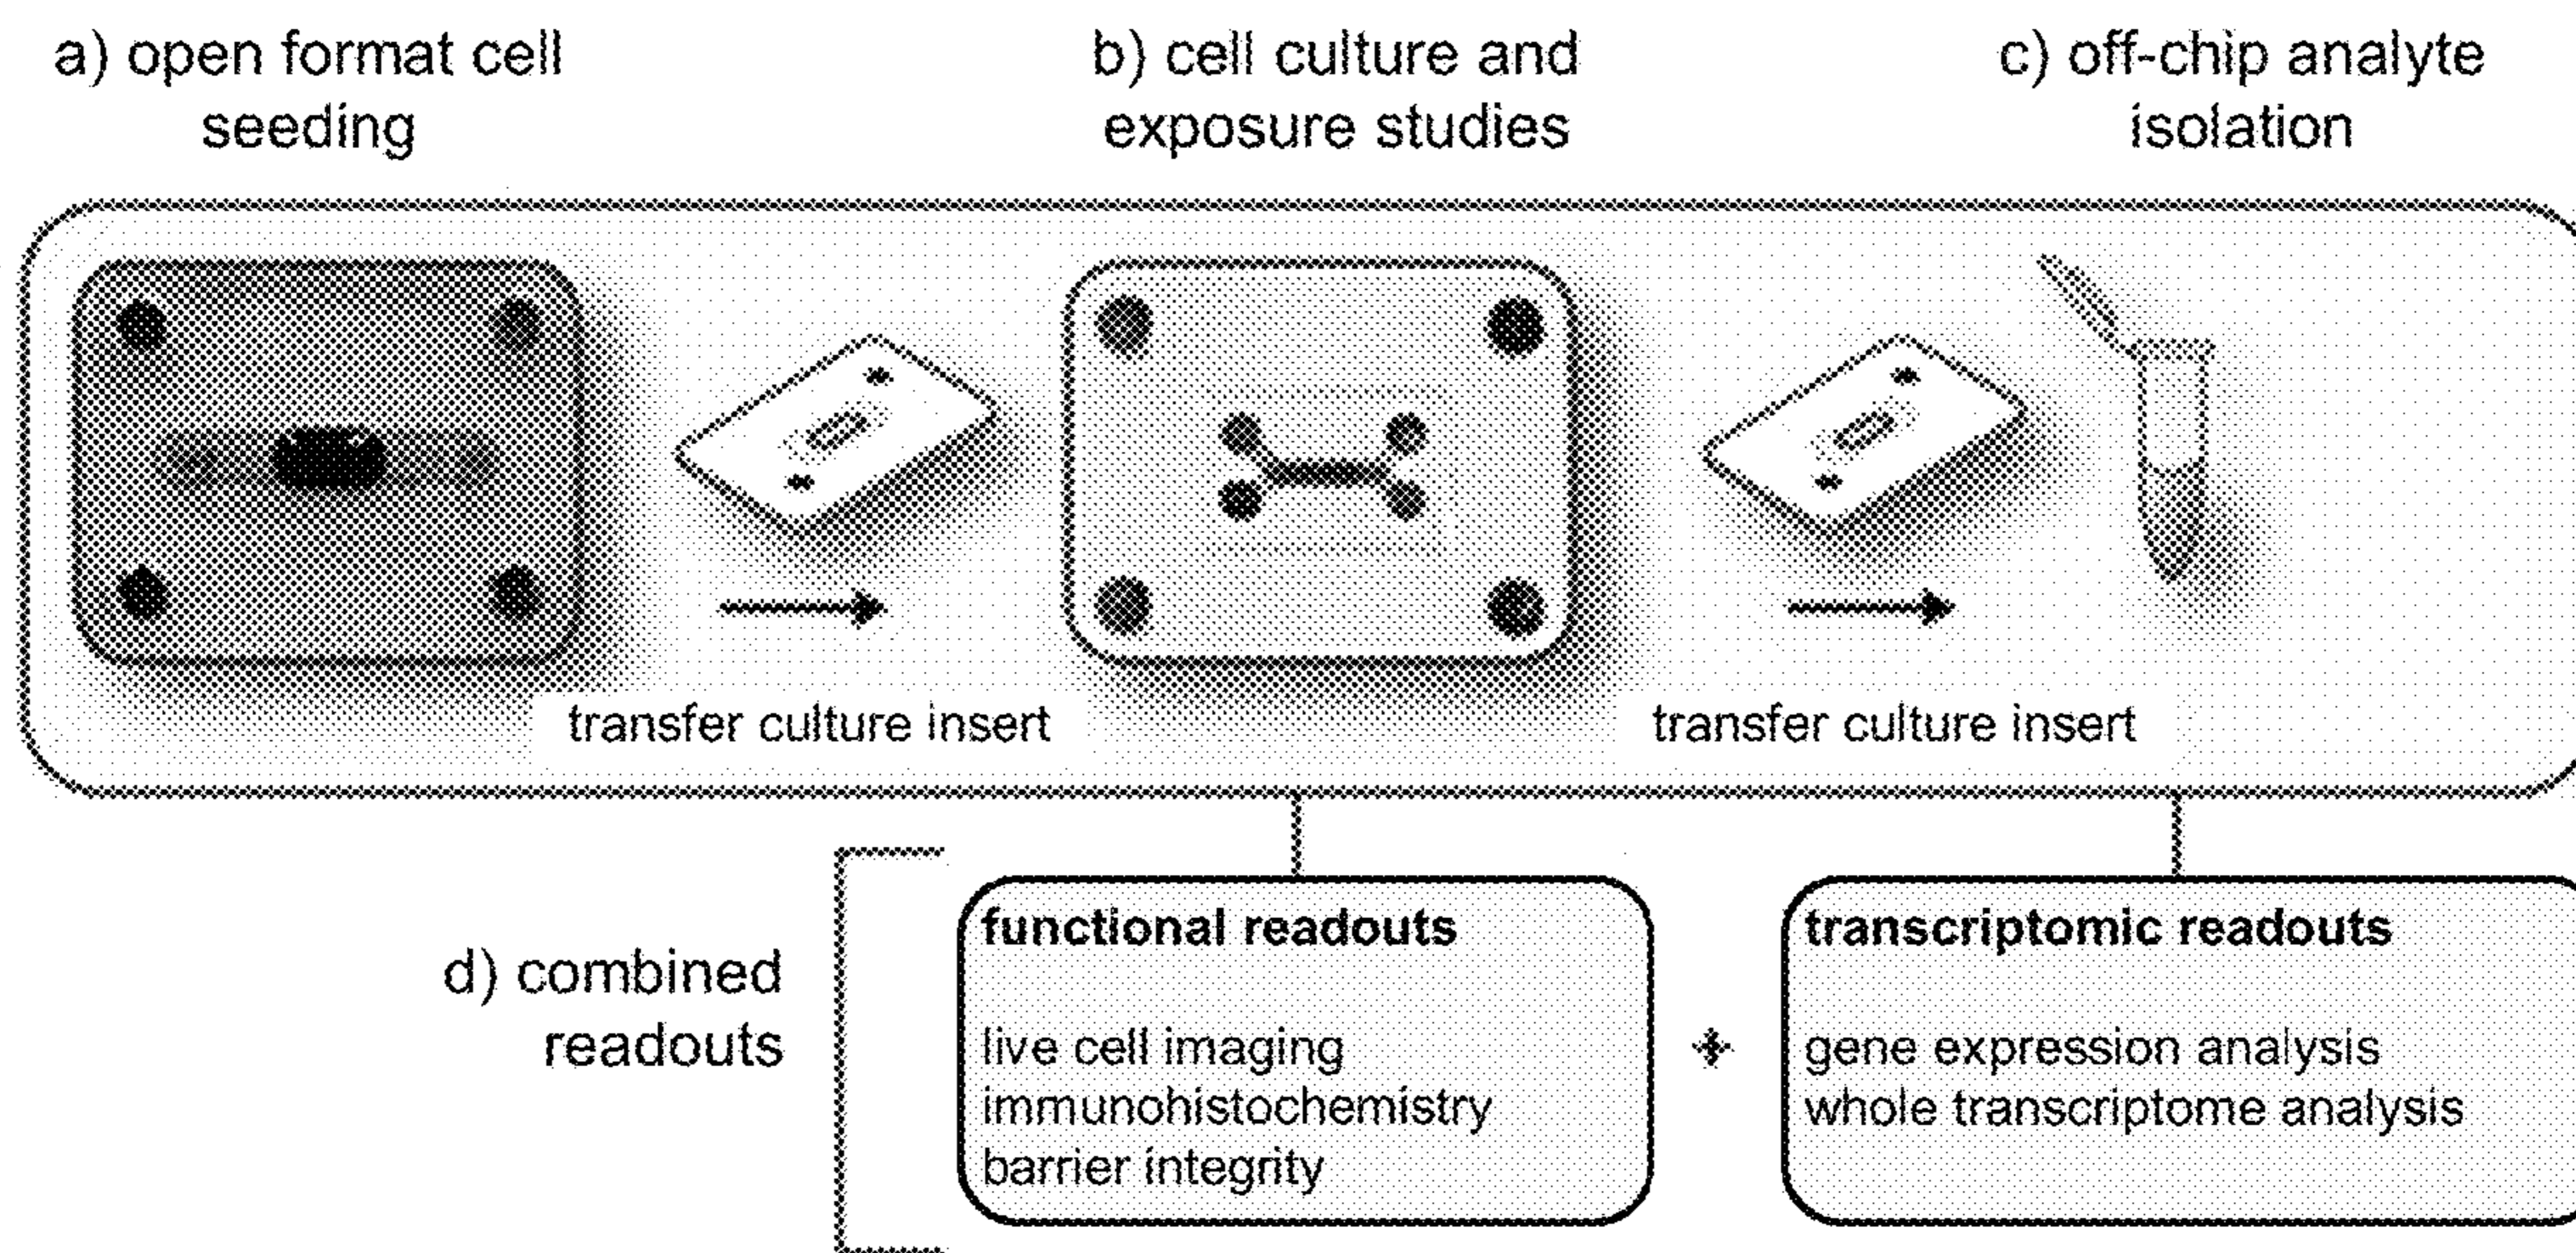 a) open format cell
seeding
b) cell culture and
exposure studies
c) off-chip analyte
isolation
transfer culture insert
transfer culture insert
d) combined
readouts
functional readouts
live cell imaging
immunohistochemistry
barrier integrity
+
transcriptomic readouts
gene expression analysis
whole transcriptome analysis